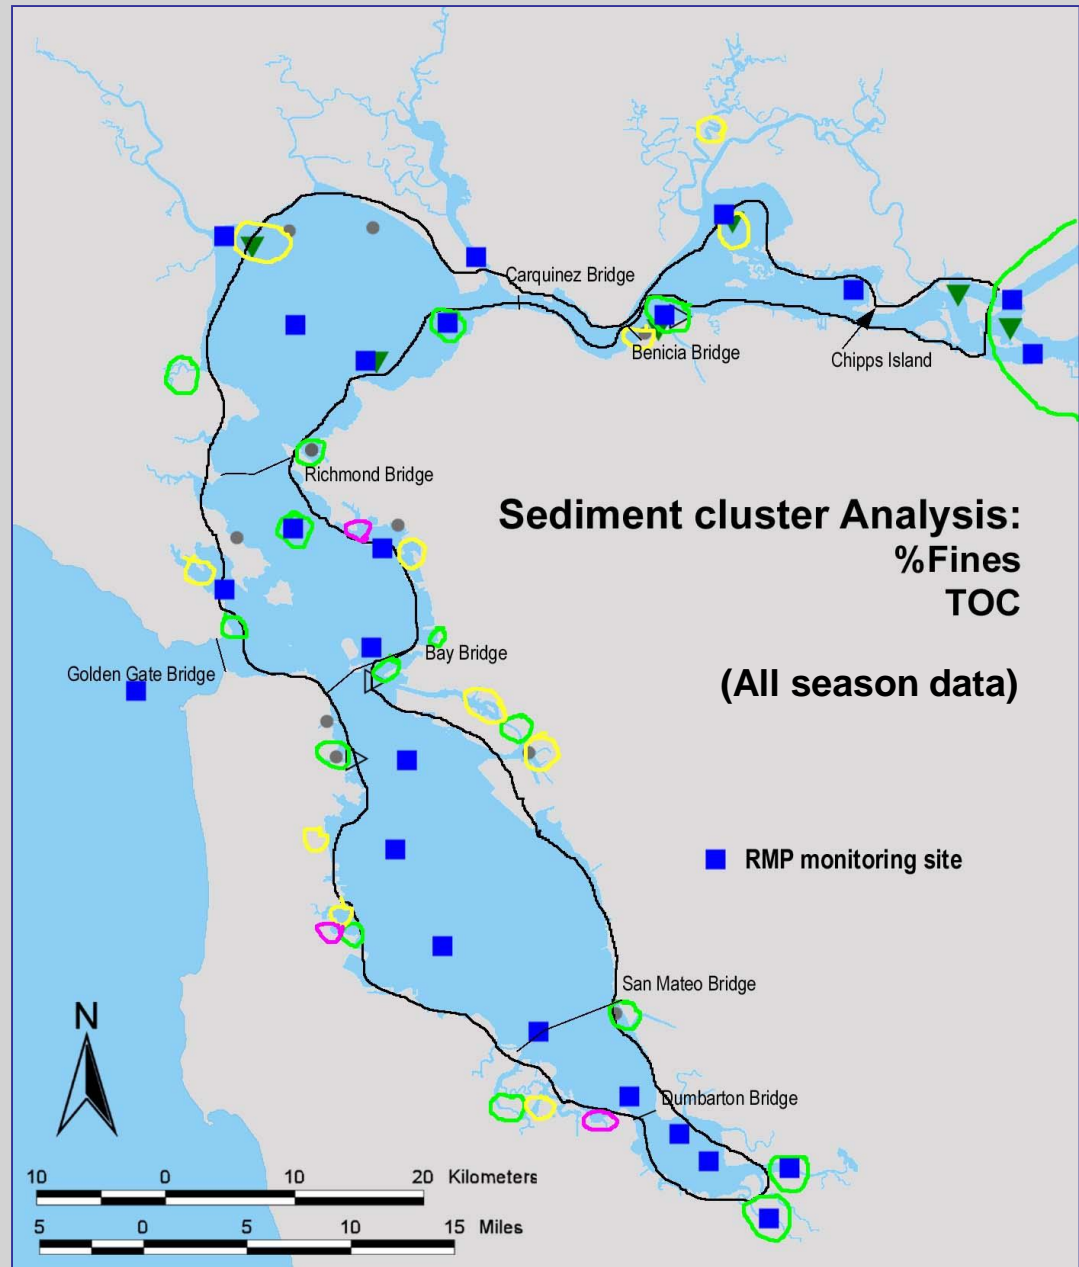 Carquinez Bridge
Benicia Bridge
Chipps Island
Richmond Bridge
Sediment cluster Analysis:
%Fines
TOC
Bay Bridge
Golden Gate Bridge
(All season data)
RMP monitoring site
San Mateo Bridge
N
Dumbarton Bridge
10 0 10 20 Kilometers
5 0 5 10 15 Miles